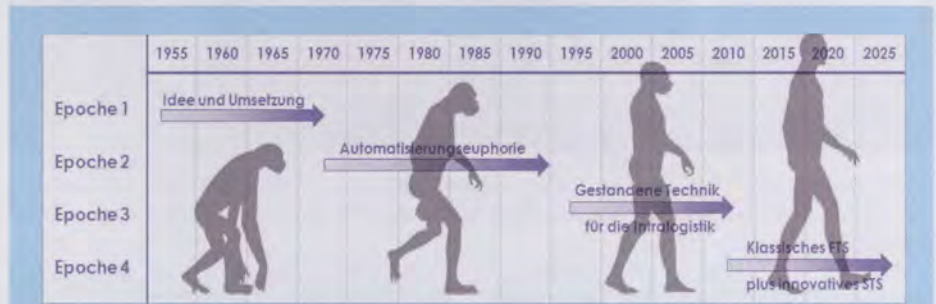 1955 1960 1965 1970 1975 1980 1985 1990 1995 2000 2005 2010 2015 2020 2025
Epoche 1
Idee und Umsetzung
Epoche 2
Automatisierungseuphorie
Epoche 3
Gestandene Technik
für die Intralogistik
Epoche 4
Klassisches FTS
plus innovatives STS